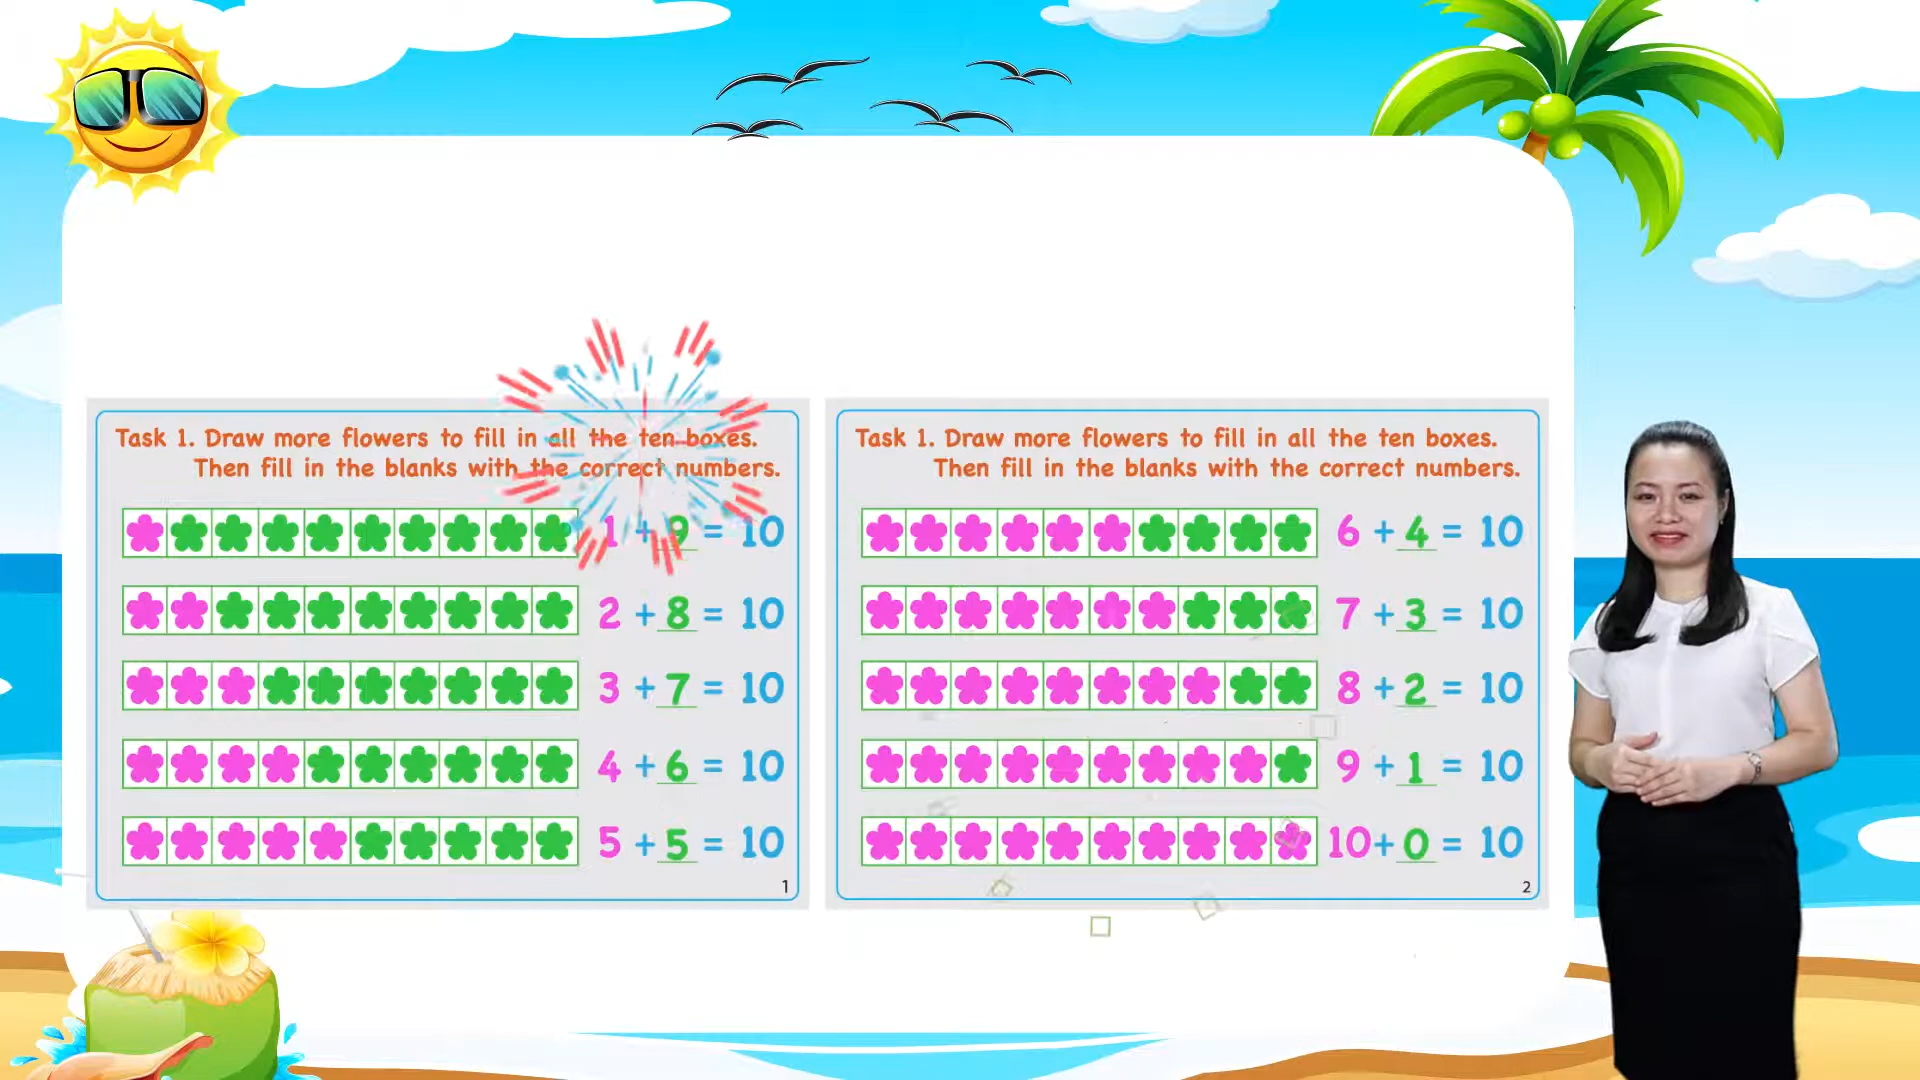 Task 1. Draw more flowers to fill in all the ten boxes.
Then fill in the blanks with the correct numbers.
1 + 9 = 10
2 + 8 = 10
3 + 7 = 10
4 + 6 = 10
5 + 5 = 10
1
Task 1. Draw more flowers to fill in all the ten boxes.
Then fill in the blanks with the correct numbers.
6 + 4 = 10
7 + 3 = 10
8 + 2 = 10
9 + 1 = 10
10+ 0 = 10
2